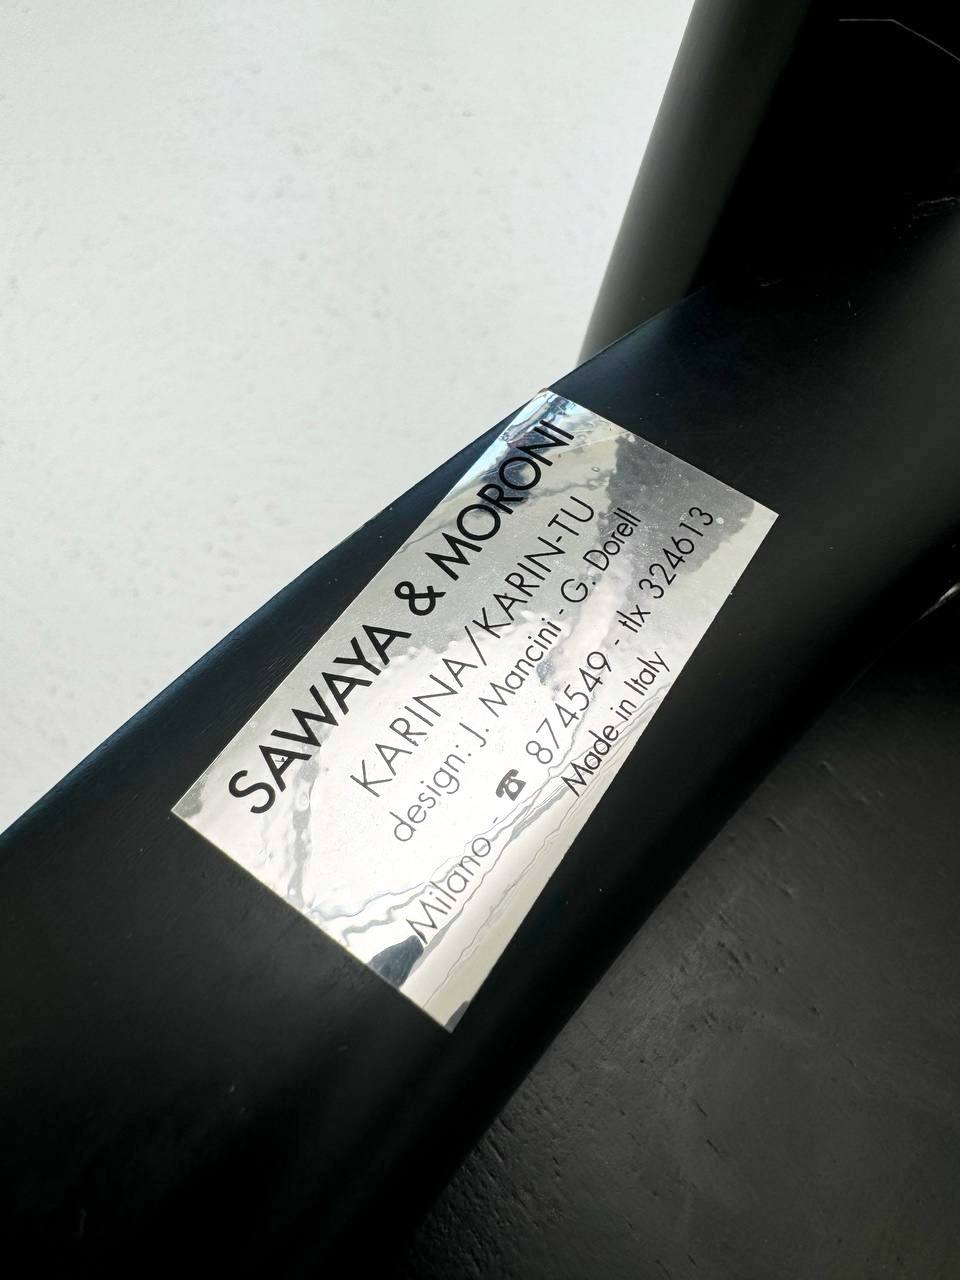 SAWAYA & MORONI
KARINA/KARIN-TU
design: J. Mancini - G. Dorell
Milano - ☎ 874549 - tlx 324613
Made in Italy